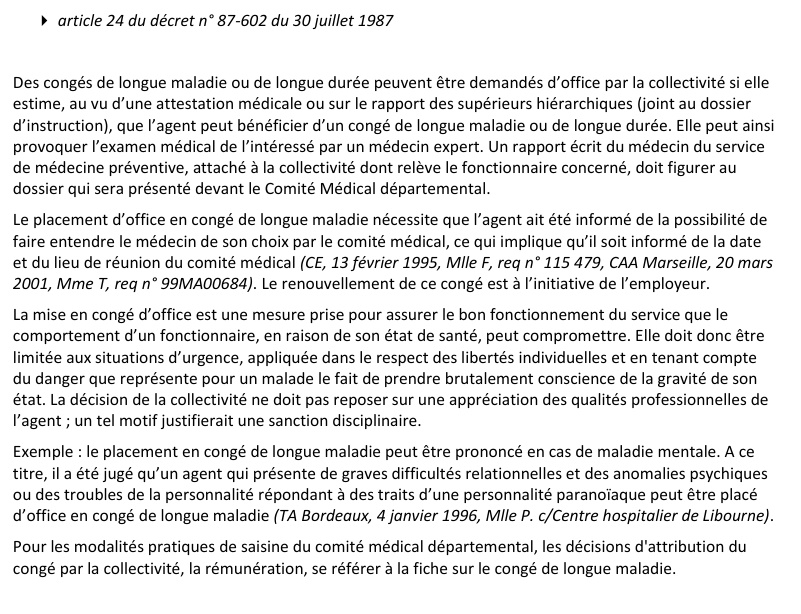 article 24 du décret n° 87-602 du 30 juillet 1987
Des congés de longue maladie ou de longue durée peuvent être demandés d’office par la collectivité si elle
estime, au vu d’une attestation médicale ou sur le rapport des supérieurs hiérarchiques (joint au dossier
d’instruction), que l’agent peut bénéficier d’un congé de longue maladie ou de longue durée. Elle peut ainsi
provoquer l’examen médical de l’intéressé par un médecin expert. Un rapport écrit du médecin du service
de médecine préventive, attaché à la collectivité dont relève le fonctionnaire concerné, doit figurer au
dossier qui sera présenté devant le Comité Médical départemental.
Le placement d’office en congé de longue maladie nécessite que l’agent ait été informé de la possibilité de
faire entendre le médecin de son choix par le comité médical, ce qui implique qu’il soit informé de la date
et du lieu de réunion du comité médical (CE, 13 février 1995, Mlle F, req n° 115 479, CAA Marseille, 20 mars
2001, Mme T, req n° 99MA00684). Le renouvellement de ce congé est à l’initiative de l’employeur.
La mise en congé d’office est une mesure prise pour assurer le bon fonctionnement du service que le
comportement d’un fonctionnaire, en raison de son état de santé, peut compromettre. Elle doit donc être
limitée aux situations d’urgence, appliquée dans le respect des libertés individuelles et en tenant compte
du danger que représente pour un malade le fait de prendre brutalement conscience de la gravité de son
état. La décision de la collectivité ne doit pas reposer sur une appréciation des qualités professionnelles de
l’agent ; un tel motif justifierait une sanction disciplinaire.
Exemple : le placement en congé de longue maladie peut être prononcé en cas de maladie mentale. A ce
titre, il a été jugé qu’un agent qui présente de graves difficultés relationnelles et des anomalies psychiques
ou des troubles de la personnalité répondant à des traits d’une personnalité paranoïaque peut être placé
d’office en congé de longue maladie (TA Bordeaux, 4 janvier 1996, Mlle P. c/Centre hospitalier de Libourne).
Pour les modalités pratiques de saisine du comité médical départemental, les décisions d'attribution du
congé par la collectivité, la rémunération, se référer à la fiche sur le congé de longue maladie.